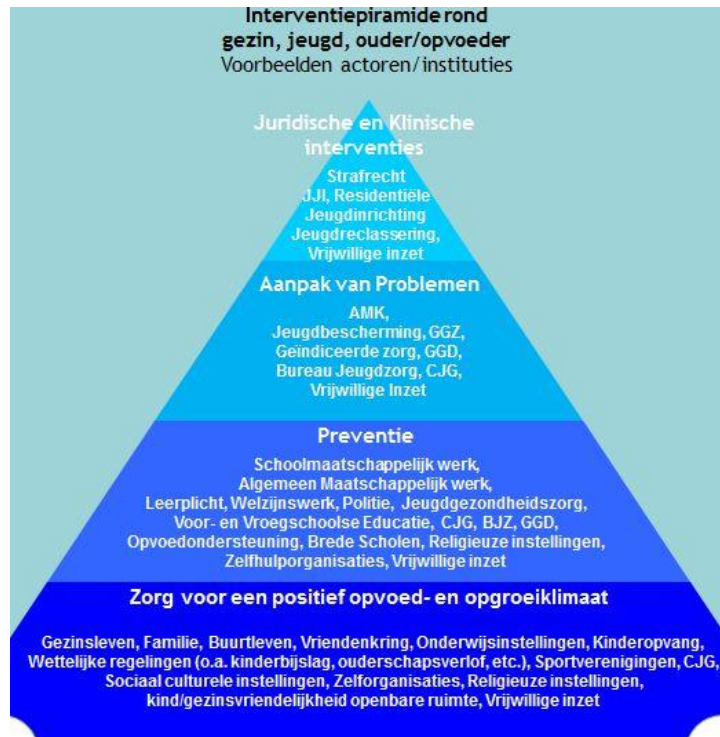 Interventiepiramide rond
gezin, jeugd, ouder/opvoeder
Voorbeelden actoren/instituties
Juridische en Klinische
interventies
Strafrecht
JJI, Residentiële
Jeugdinrichting
Jeugdreclassering,
Vrijwillige inzet
Aanpak van Problemen
AMK,
Jeugdbescherming, GGZ,
Geïndiceerde zorg, GGD,
Bureau Jeugdzorg, CJG,
Vrijwillige Inzet
Preventie
Schoolmaatschappelijk werk,
Algemeen Maatschappelijk werk,
Leerplicht, Welzijnswerk, Politie, Jeugdgezondheidszorg,
Voor- en Vroegschoolse Educatie, CJG, BJZ, GGD,
Opvoedondersteuning, Brede Scholen, Religieuze instellingen,
Zelfhulporganisaties, Vrijwillige inzet
Zorg voor een positief opvoed- en opgroeiklimaat
Gezinsleven, Familie, Buurtleven, Vriendenkring, Onderwijsinstellingen, Kinderopvang,
Wettelijke regelingen (o.a. kinderbijslag, ouderschapsverlof, etc.), Sportverenigingen, CJG,
Sociaal culturele instellingen, Zelforganisaties, Religieuze instellingen,
kind/gezinsvriendelijkheid openbare ruimte, Vrijwillige inzet